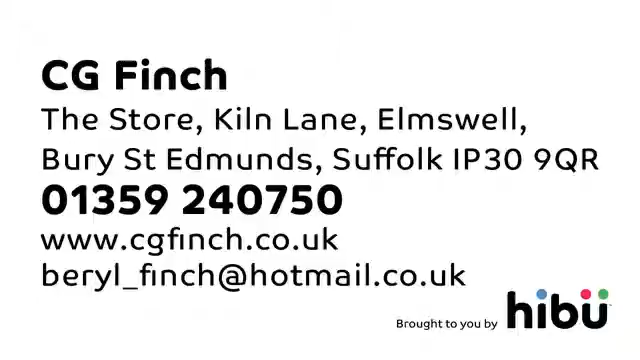 CG Finch
The Store, Kiln Lane, Elmswell,
Bury St Edmunds, Suffolk IP30 9QR
01359 240750
www.cgfinch.co.uk
beryl_finch@hotmail.co.uk
Brought to you by hibü